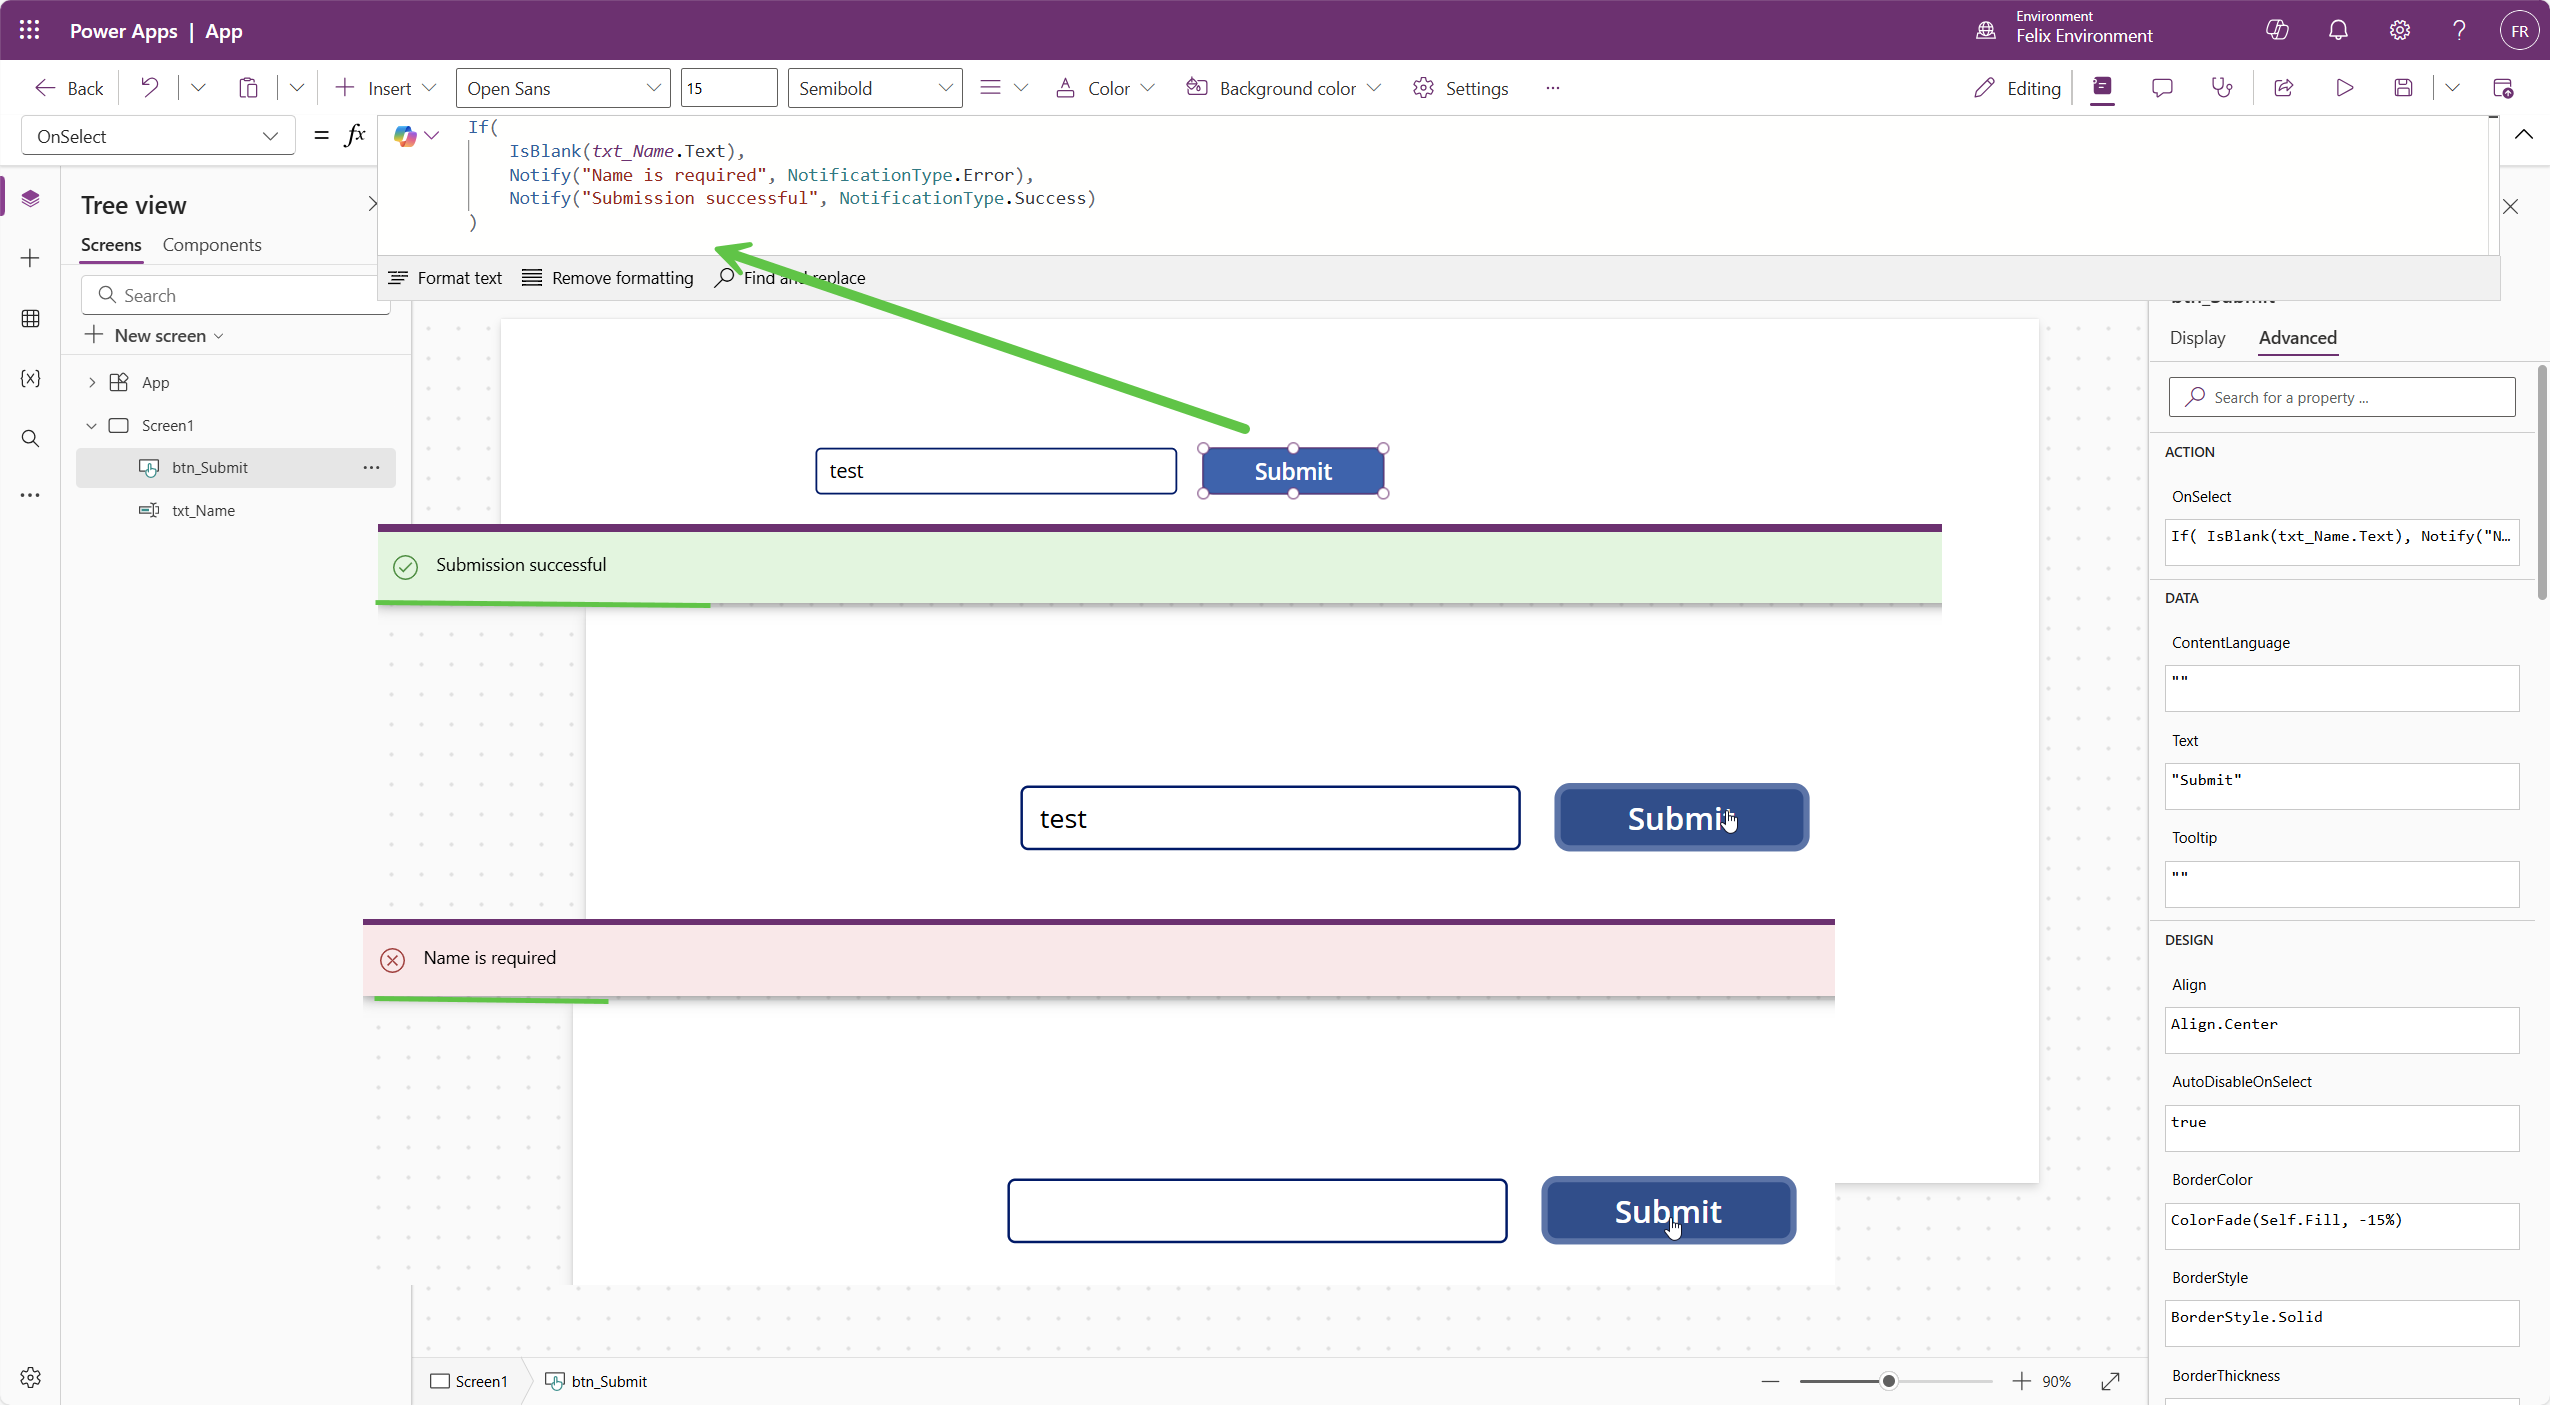 Power Apps | App
Environment
Felix Environment
FR
Back
Insert
Open Sans
15
Semibold
Color
Background color
Settings
Editing
OnSelect
= fx
If(
IsBlank(txt_Name.Text),
Notify("Name is required", NotificationType.Error),
Notify("Submission successful", NotificationType.Success)
)
Format text
Remove formatting
Find and replace
Tree view
Screens
Components
Search
New screen
App
Screen1
btn_Submit
txt_Name
test
Submit
Submission successful
test
Submit
Name is required
Submit
Screen1
btn_Submit
90%
btn_Submit
Display
Advanced
Search for a property ...
ACTION
OnSelect
If( IsBlank(txt_Name.Text), Notify("N...
DATA
ContentLanguage
""
Text
"Submit"
Tooltip
""
DESIGN
Align
Align.Center
AutoDisableOnSelect
true
BorderColor
ColorFade(Self.Fill, -15%)
BorderStyle
BorderStyle.Solid
BorderThickness